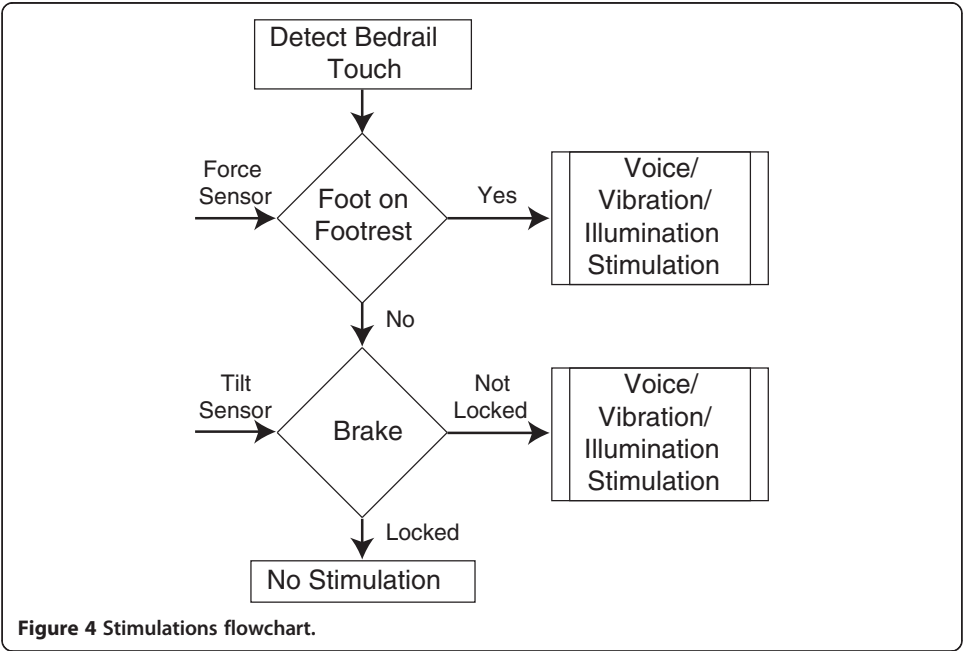 Detect Bedrail
Touch
Force
Sensor
Foot on
Footrest
Yes
Voice/
Vibration/
Illumination
Stimulation
No
Tilt
Sensor
Brake
Not
Locked
Voice/
Vibration/
Illumination
Stimulation
Locked
No Stimulation
Figure 4 Stimulations flowchart.